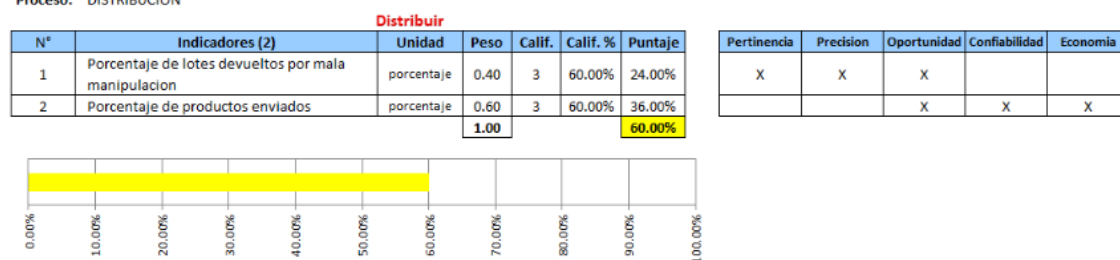 Proceso: DISTRIBUCION
Distribuir
N° Indicadores (2) Unidad Peso Calif. Calif. % Puntaje Pertinencia Precision Oportunidad Confiabilidad Economia
1 Porcentaje de lotes devueltos por mala manipulacion porcentaje 0.40 3 60.00% 24.00% X X X
2 Porcentaje de productos enviados porcentaje 0.60 3 60.00% 36.00% X X X
1.00 60.00%
0.00% 10.00% 20.00% 30.00% 40.00% 50.00% 60.00% 70.00% 80.00% 90.00% 100.00%